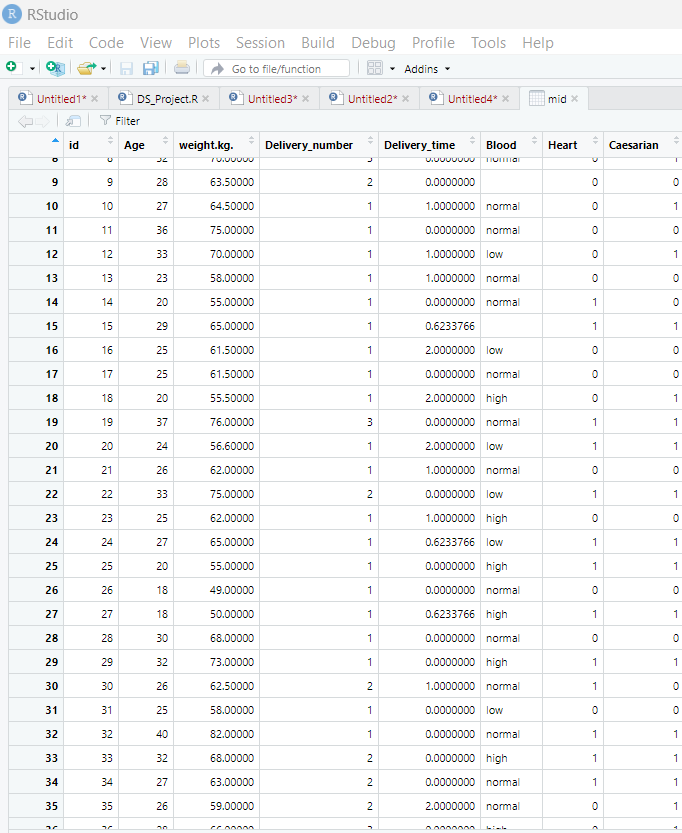 RStudio
File Edit Code View Plots Session Build Debug Profile Tools Help
Go to file/function Addins
Untitled1* DS_Project.R Untitled3* Untitled2* Untitled4* mid
Filter
id Age weight.kg. Delivery_number Delivery_time Blood Heart Caesarian
8 8 32 70.00000 3 0.0000000 normal 0 1
9 9 28 63.50000 2 0.0000000 0 0
10 10 27 64.50000 1 1.0000000 normal 0 1
11 11 36 75.00000 1 0.0000000 normal 0 0
12 12 33 70.00000 1 1.0000000 low 0 1
13 13 23 58.00000 1 1.0000000 normal 0 0
14 14 20 55.00000 1 0.0000000 normal 1 0
15 15 29 65.00000 1 0.6233766 1 1
16 16 25 61.50000 1 2.0000000 low 0 0
17 17 25 61.50000 1 0.0000000 normal 0 0
18 18 20 55.50000 1 2.0000000 high 0 1
19 19 37 76.00000 3 0.0000000 normal 1 1
20 20 24 56.60000 1 2.0000000 low 1 1
21 21 26 62.00000 1 1.0000000 normal 0 0
22 22 33 75.00000 2 0.0000000 low 1 1
23 23 25 62.00000 1 1.0000000 high 0 0
24 24 27 65.00000 1 0.6233766 low 1 1
25 25 20 55.00000 1 0.0000000 high 1 1
26 26 18 49.00000 1 0.0000000 normal 0 0
27 27 18 50.00000 1 0.6233766 high 1 1
28 28 30 68.00000 1 0.0000000 normal 0 0
29 29 32 73.00000 1 0.0000000 high 1 1
30 30 26 62.50000 2 1.0000000 normal 1 0
31 31 25 58.00000 1 0.0000000 low 0 0
32 32 40 82.00000 1 0.0000000 normal 1 1
33 33 32 68.00000 2 0.0000000 high 1 1
34 34 27 63.00000 2 0.0000000 normal 1 1
35 35 26 59.00000 2 2.0000000 normal 0 1